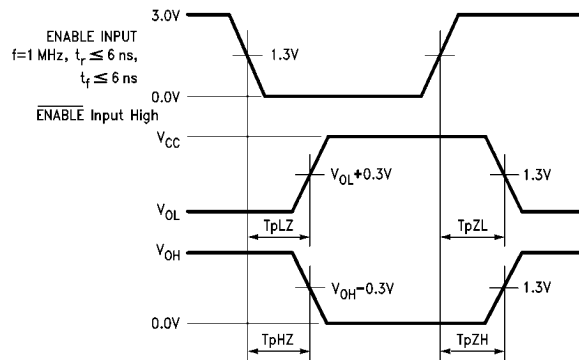 3.0V
ENABLE INPUT
f=1 MHz, tr ≤ 6 ns,
tf ≤ 6 ns
1.3V
0.0V
ENABLE Input High
VCC
VOL+0.3V
1.3V
VOL
TpLZ
TpZL
VOH
VOH−0.3V
1.3V
0.0V
TpHZ
TpZH